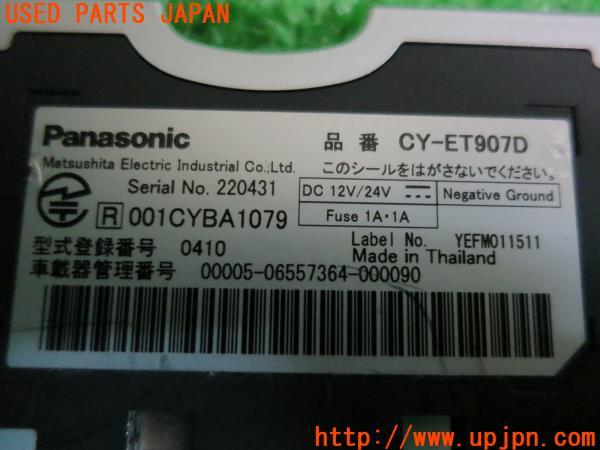 USED PARTS JAPAN
Panasonic 品番 CY-ET907D
Matsushita Electric Industrial Co.,Ltd. このシールをはがさないでください。
Serial No. 220431 DC 12V/24V Negative Ground
R 001CYBA1079 Fuse 1A・1A
型式登録番号 0410 Label No. YEFM011511
Made in Thailand
車載器管理番号 00005-06557364-000090
(U) http://www.upjpn.com/